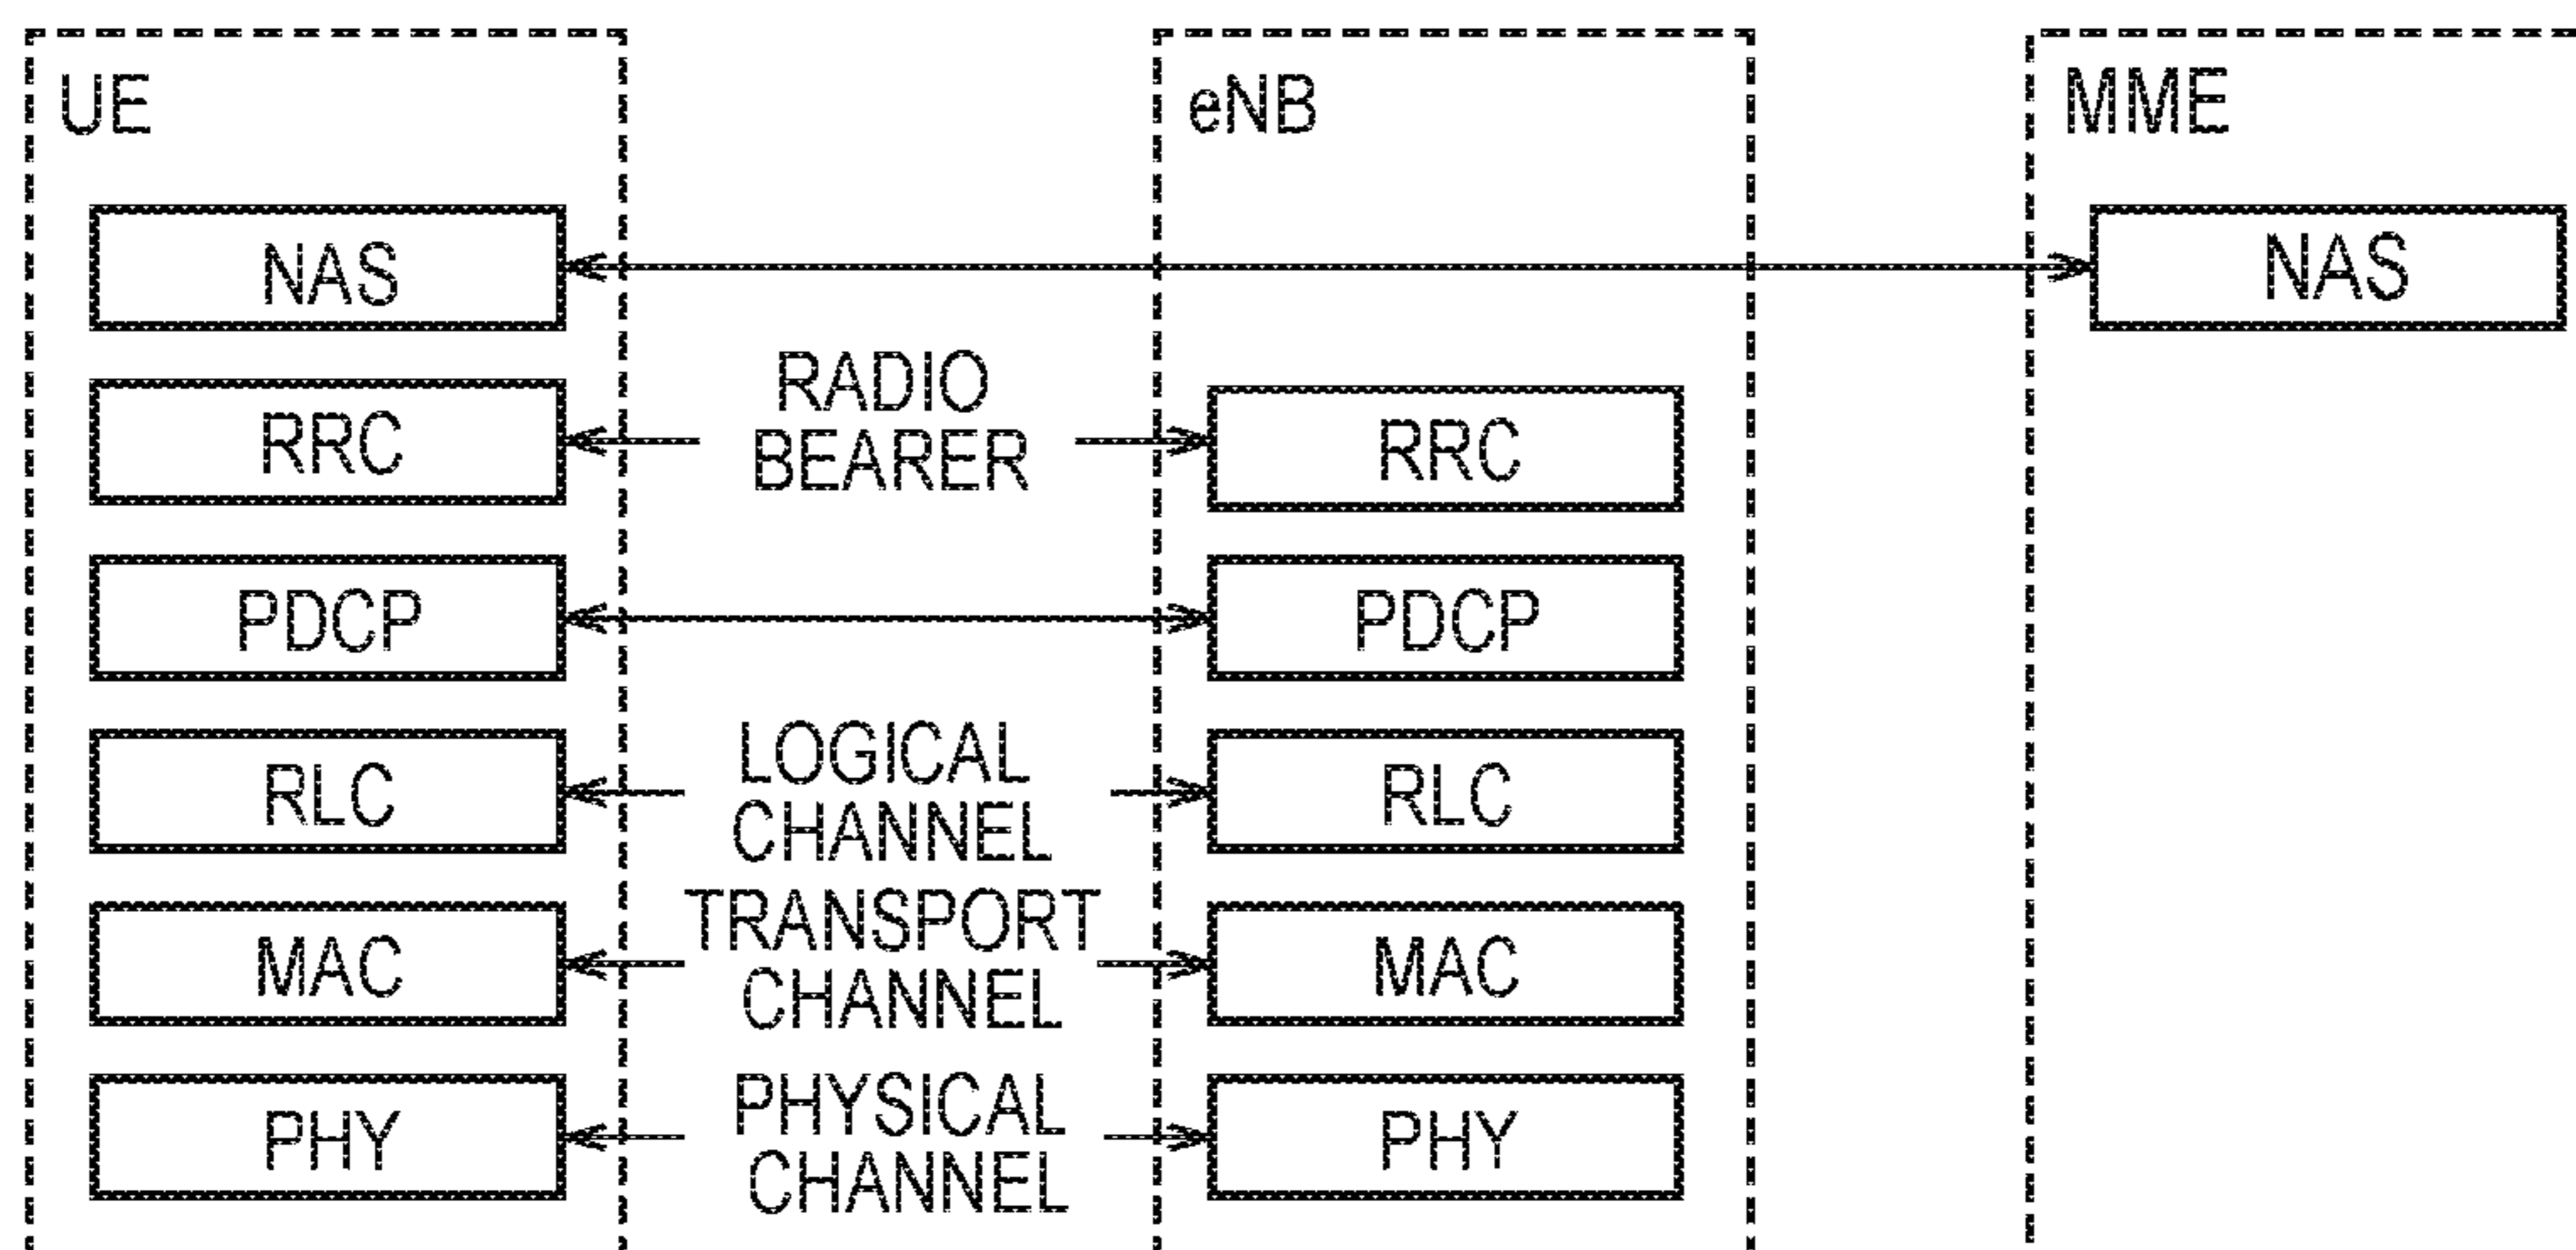 UE
eNB
MME
NAS
NAS
RRC
RADIO
BEARER
RRC
PDCP
PDCP
RLC
LOGICAL
CHANNEL
RLC
MAC
TRANSPORT
CHANNEL
MAC
PHY
PHYSICAL
CHANNEL
PHY